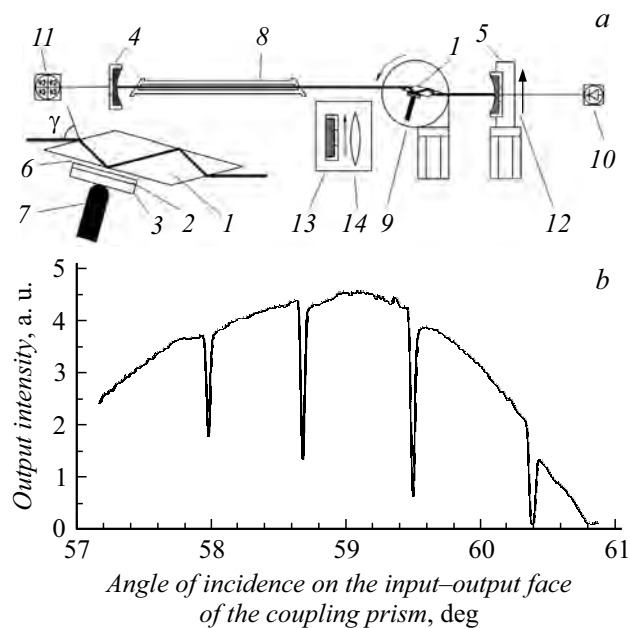 11 4 8 1 5 a
γ
6
7 3 2 1 13 14 9 12 10
b
5
4
3
2
1
0
57 58 59 60 61
Output intensity, a. u.
Angle of incidence on the input–output face
of the coupling prism, deg